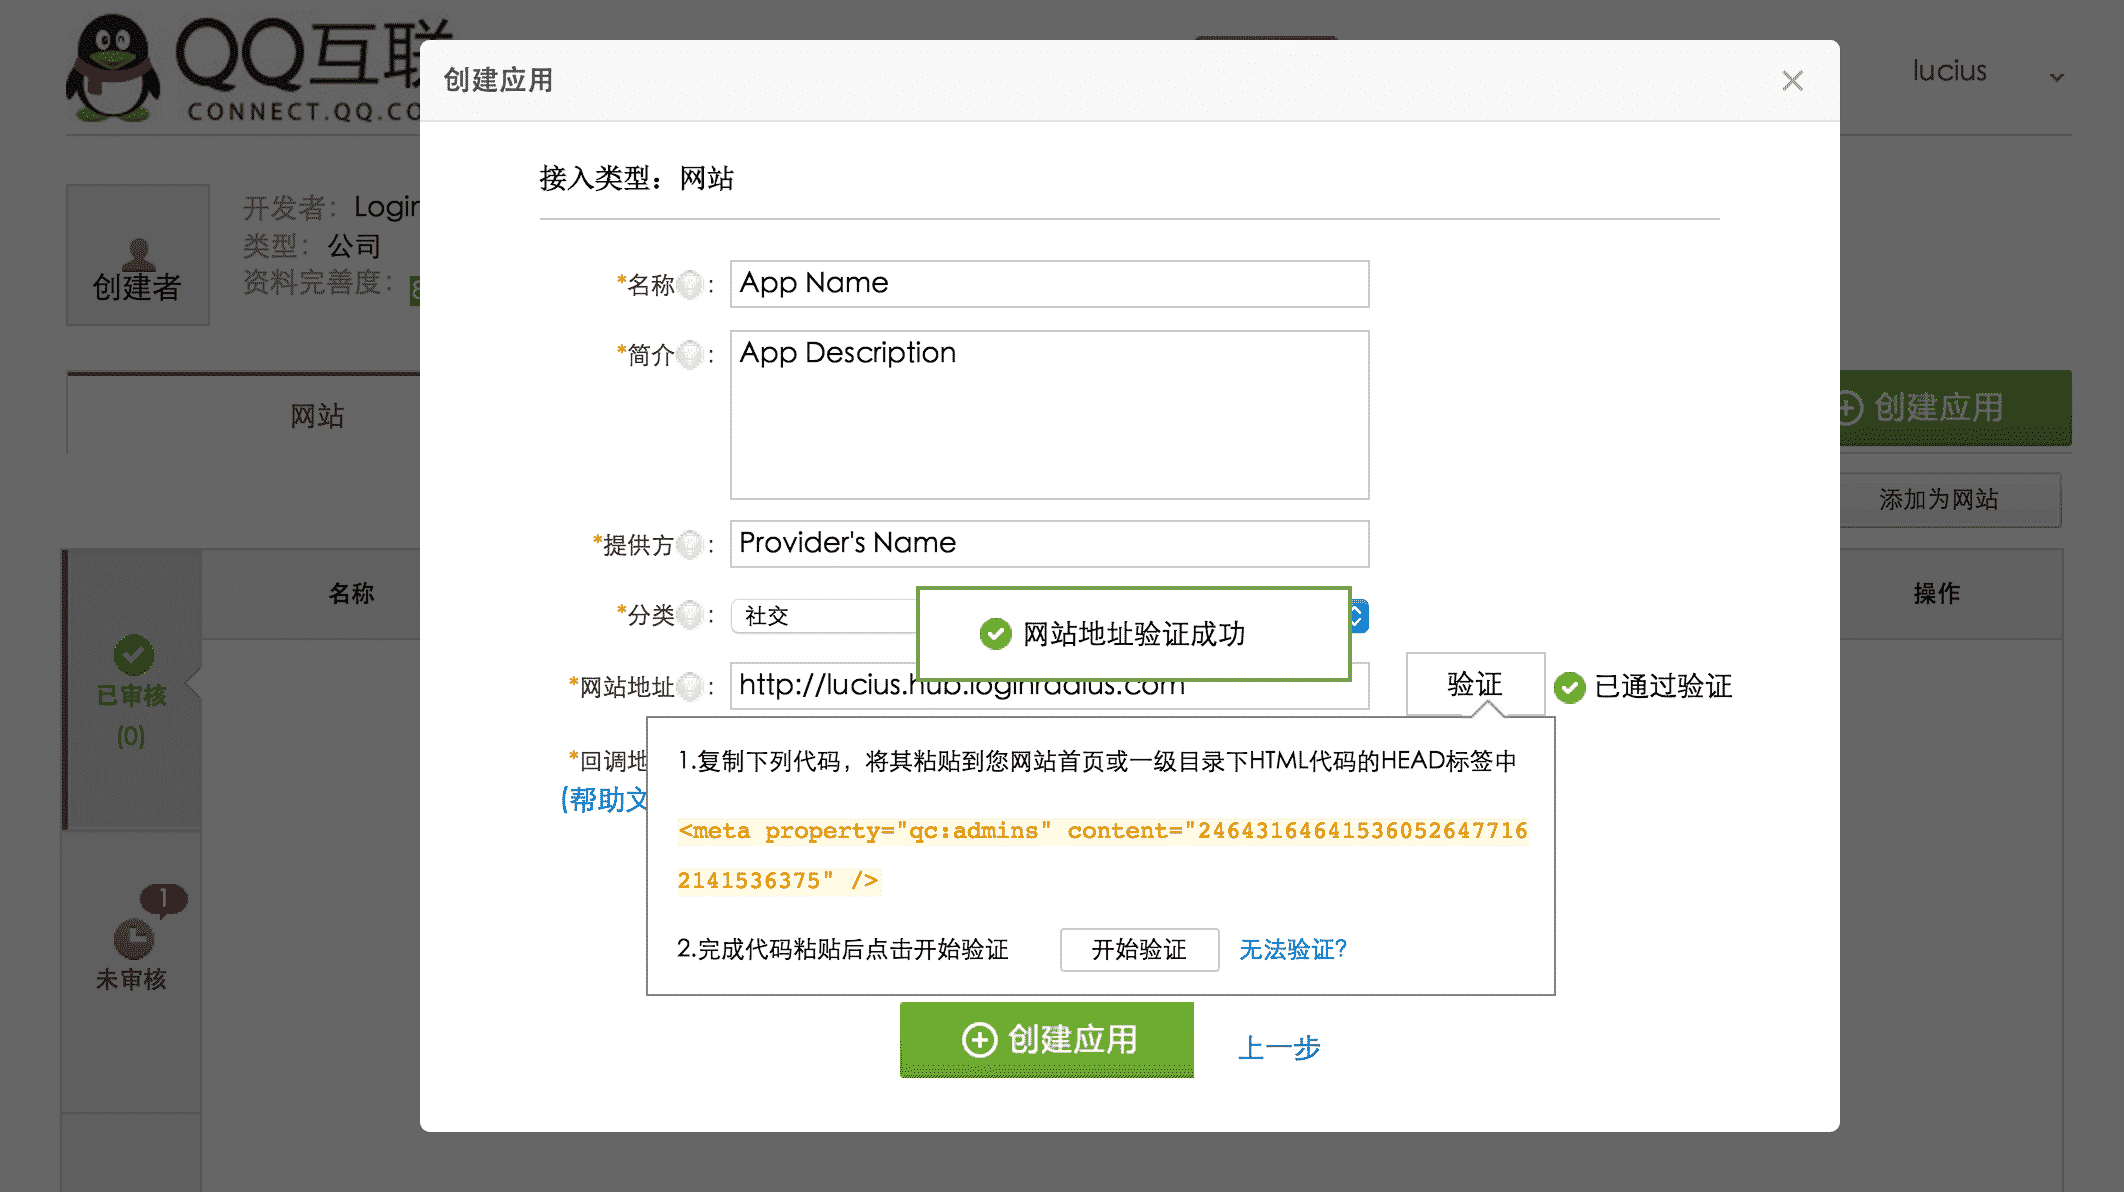 QQ互联
CONNECT.QQ.CO
lucius
创建应用
接入类型：网站
创建者
开发者： Login
类型： 公司
资料完善度：
*名称 : App Name
*简介 : App Description
网站
创建应用
添加为网站
*提供方 : Provider's Name
名称
操作
*分类 : 社交
网站地址验证成功
*网站地址 : http://lucius.hub.loginradius.com
验证
已通过验证
已审核
(0)
*回调地
(帮助文
1.复制下列代码，将其粘贴到您网站首页或一级目录下HTML代码的HEAD标签中
<meta property="qc:admins" content="24643164641536052647716
2141536375" />
1
未审核
2.完成代码粘贴后点击开始验证
开始验证
无法验证?
创建应用
上一步